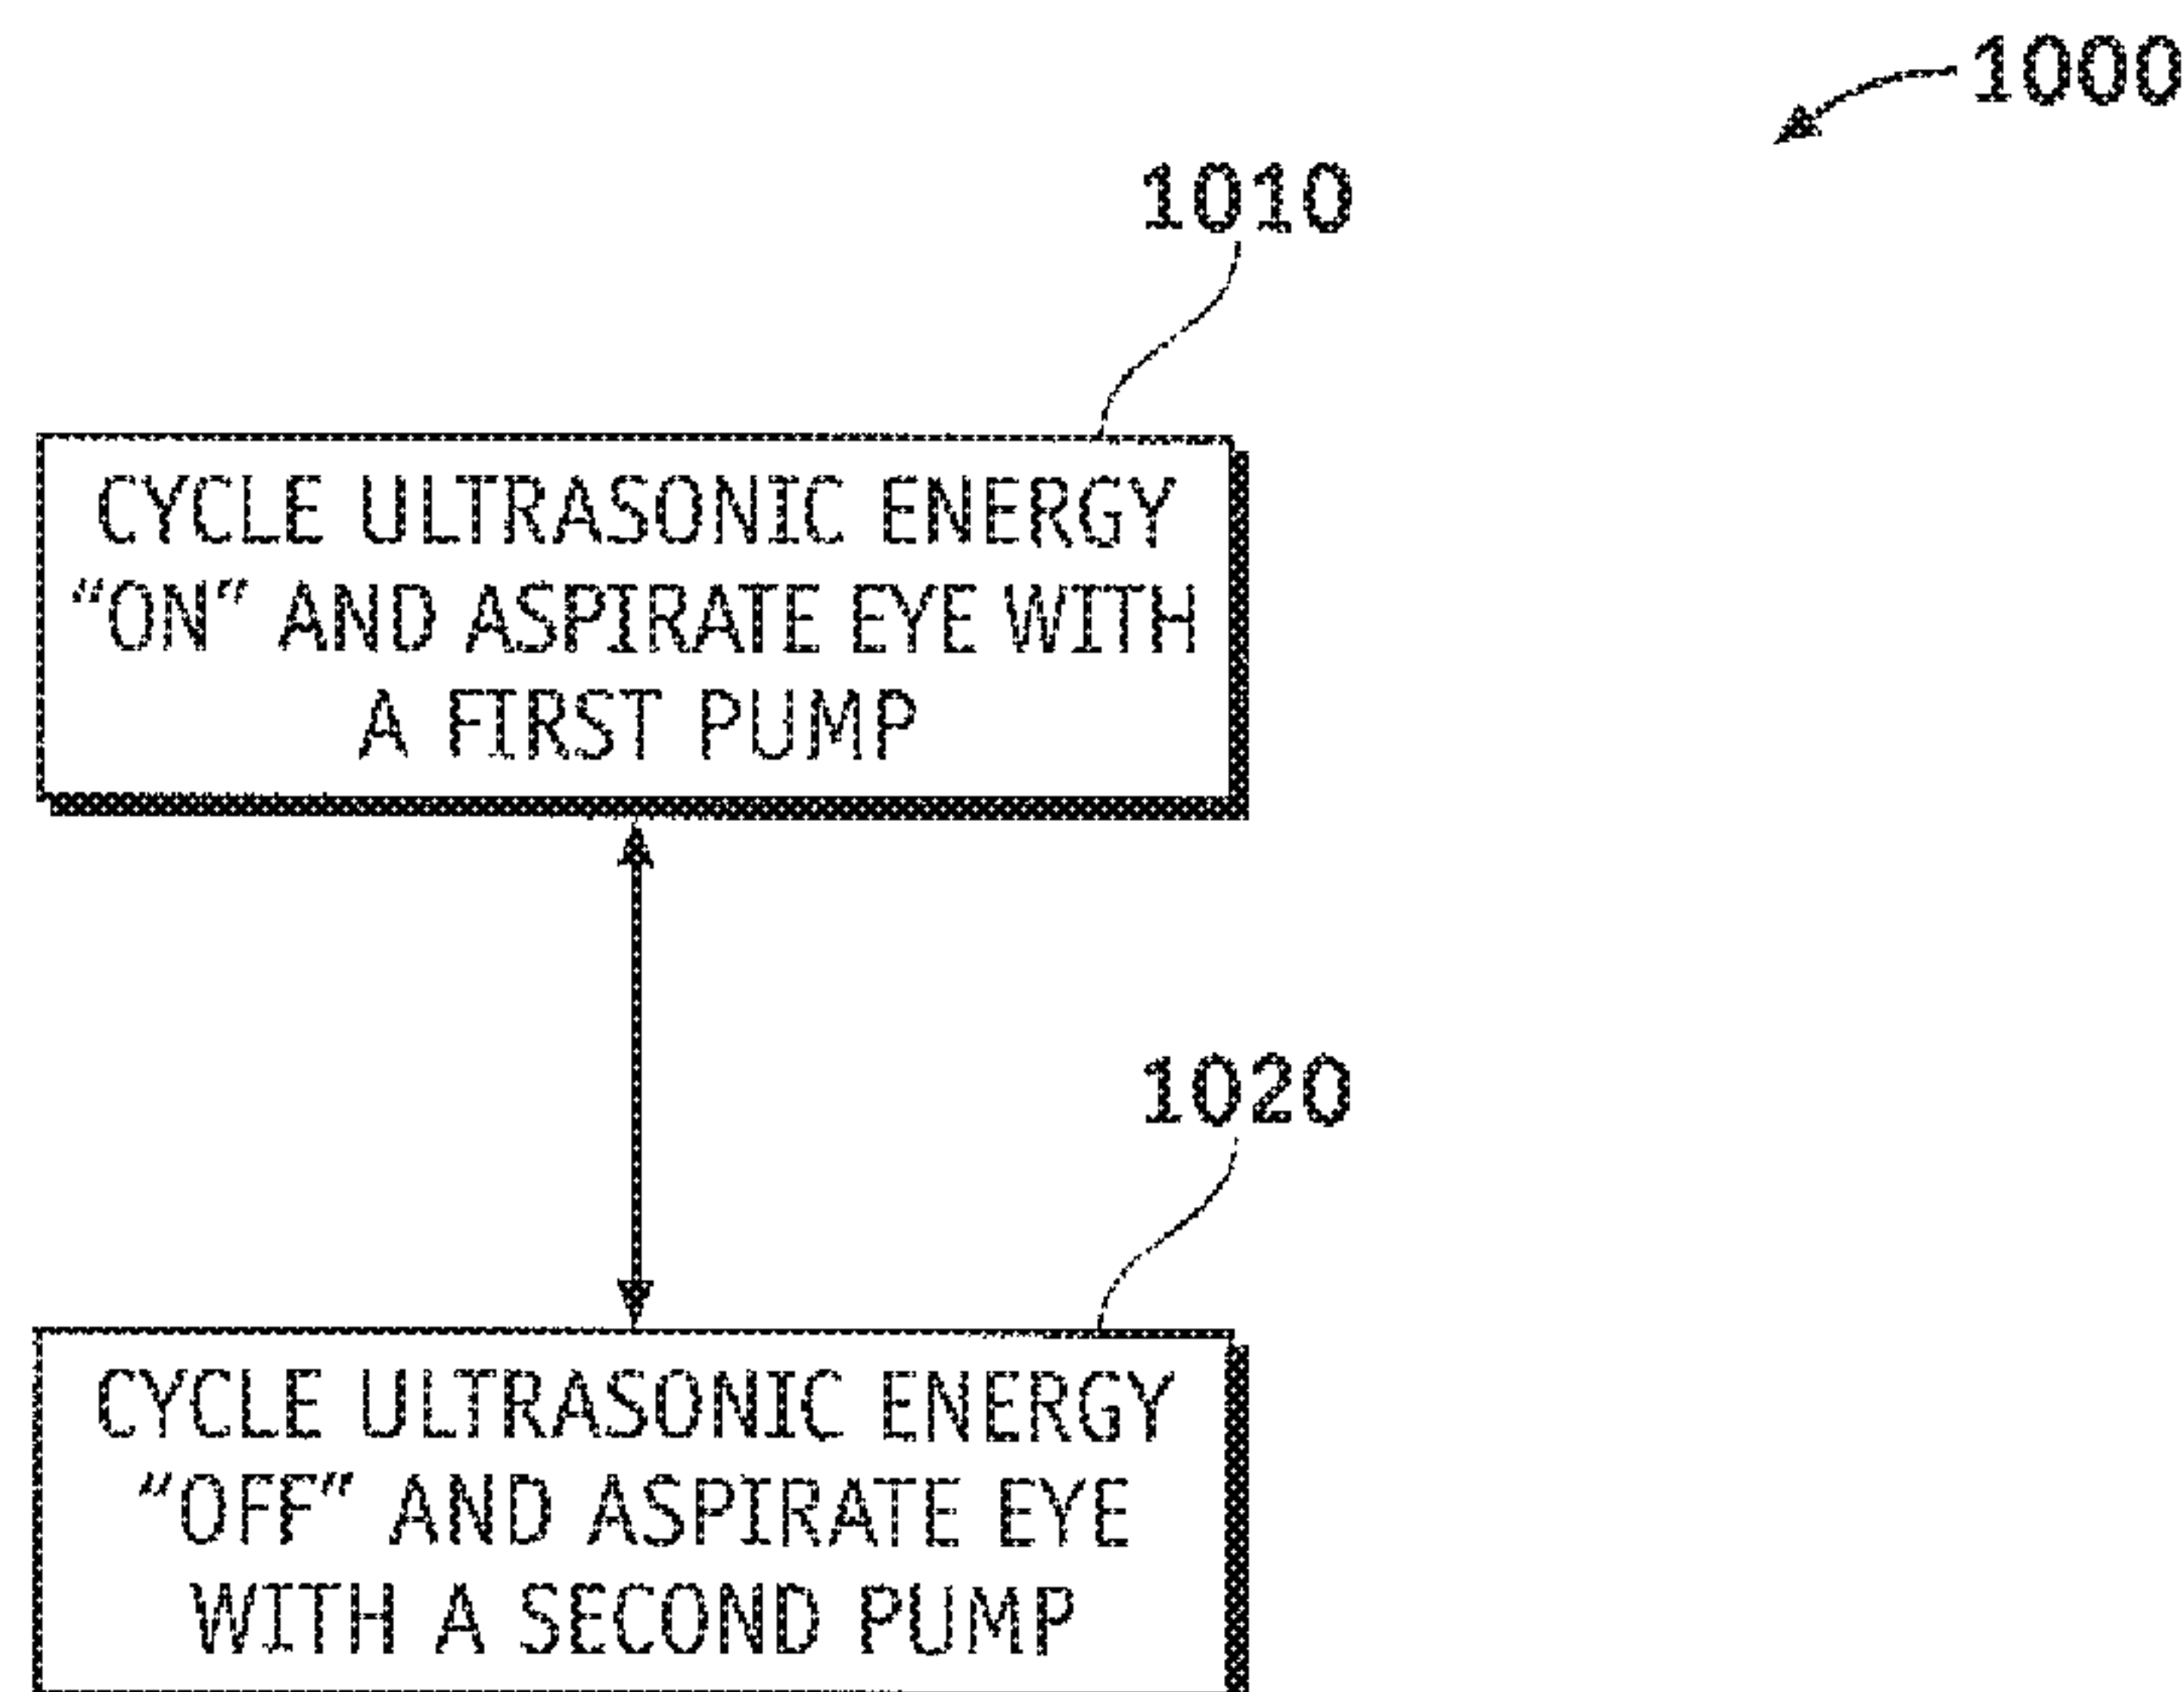 1000
1010
CYCLE ULTRASONIC ENERGY
“ON” AND ASPIRATE EYE WITH
A FIRST PUMP
1020
CYCLE ULTRASONIC ENERGY
“OFF” AND ASPIRATE EYE
WITH A SECOND PUMP